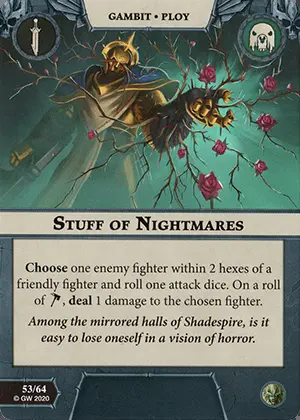 GAMBIT • PLOY
STUFF OF NIGHTMARES
Choose one enemy fighter within 2 hexes of a
friendly fighter and roll one attack dice. On a roll
of , deal 1 damage to the chosen fighter.
Among the mirrored halls of Shadespire, is it
easy to lose oneself in a vision of horror.
53/64
© GW 2020